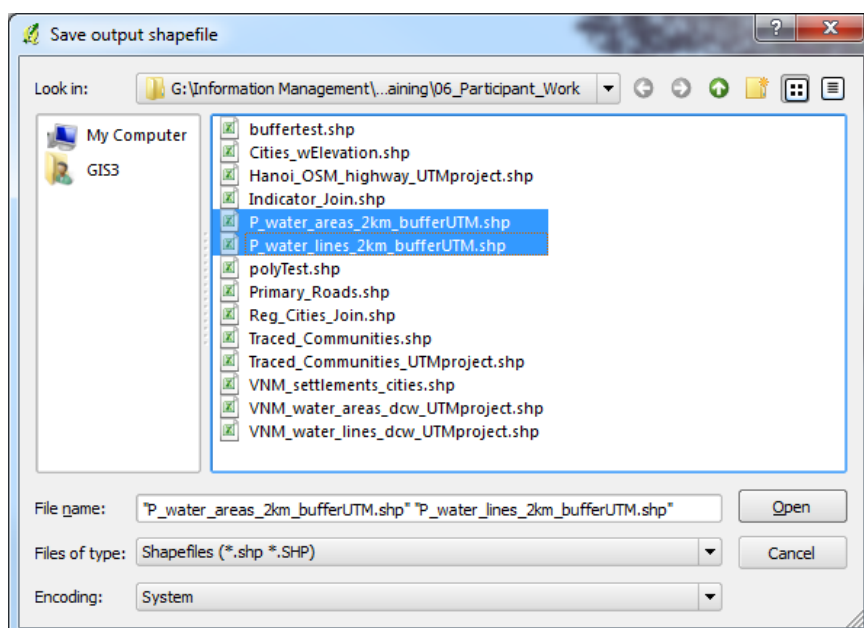 Save output shapefile
Look in: G:\Information Management\...aining\06_Participant_Work
My Computer
GIS3
buffertest.shp
Cities_wElevation.shp
Hanoi_OSM_highway_UTMproject.shp
Indicator_Join.shp
P_water_areas_2km_bufferUTM.shp
P_water_lines_2km_bufferUTM.shp
polyTest.shp
Primary_Roads.shp
Reg_Cities_Join.shp
Traced_Communities.shp
Traced_Communities_UTMproject.shp
VNM_settlements_cities.shp
VNM_water_areas_dcw_UTMproject.shp
VNM_water_lines_dcw_UTMproject.shp
File name: "P_water_areas_2km_bufferUTM.shp" "P_water_lines_2km_bufferUTM.shp" Open
Files of type: Shapefiles (*.shp *.SHP) Cancel
Encoding: System